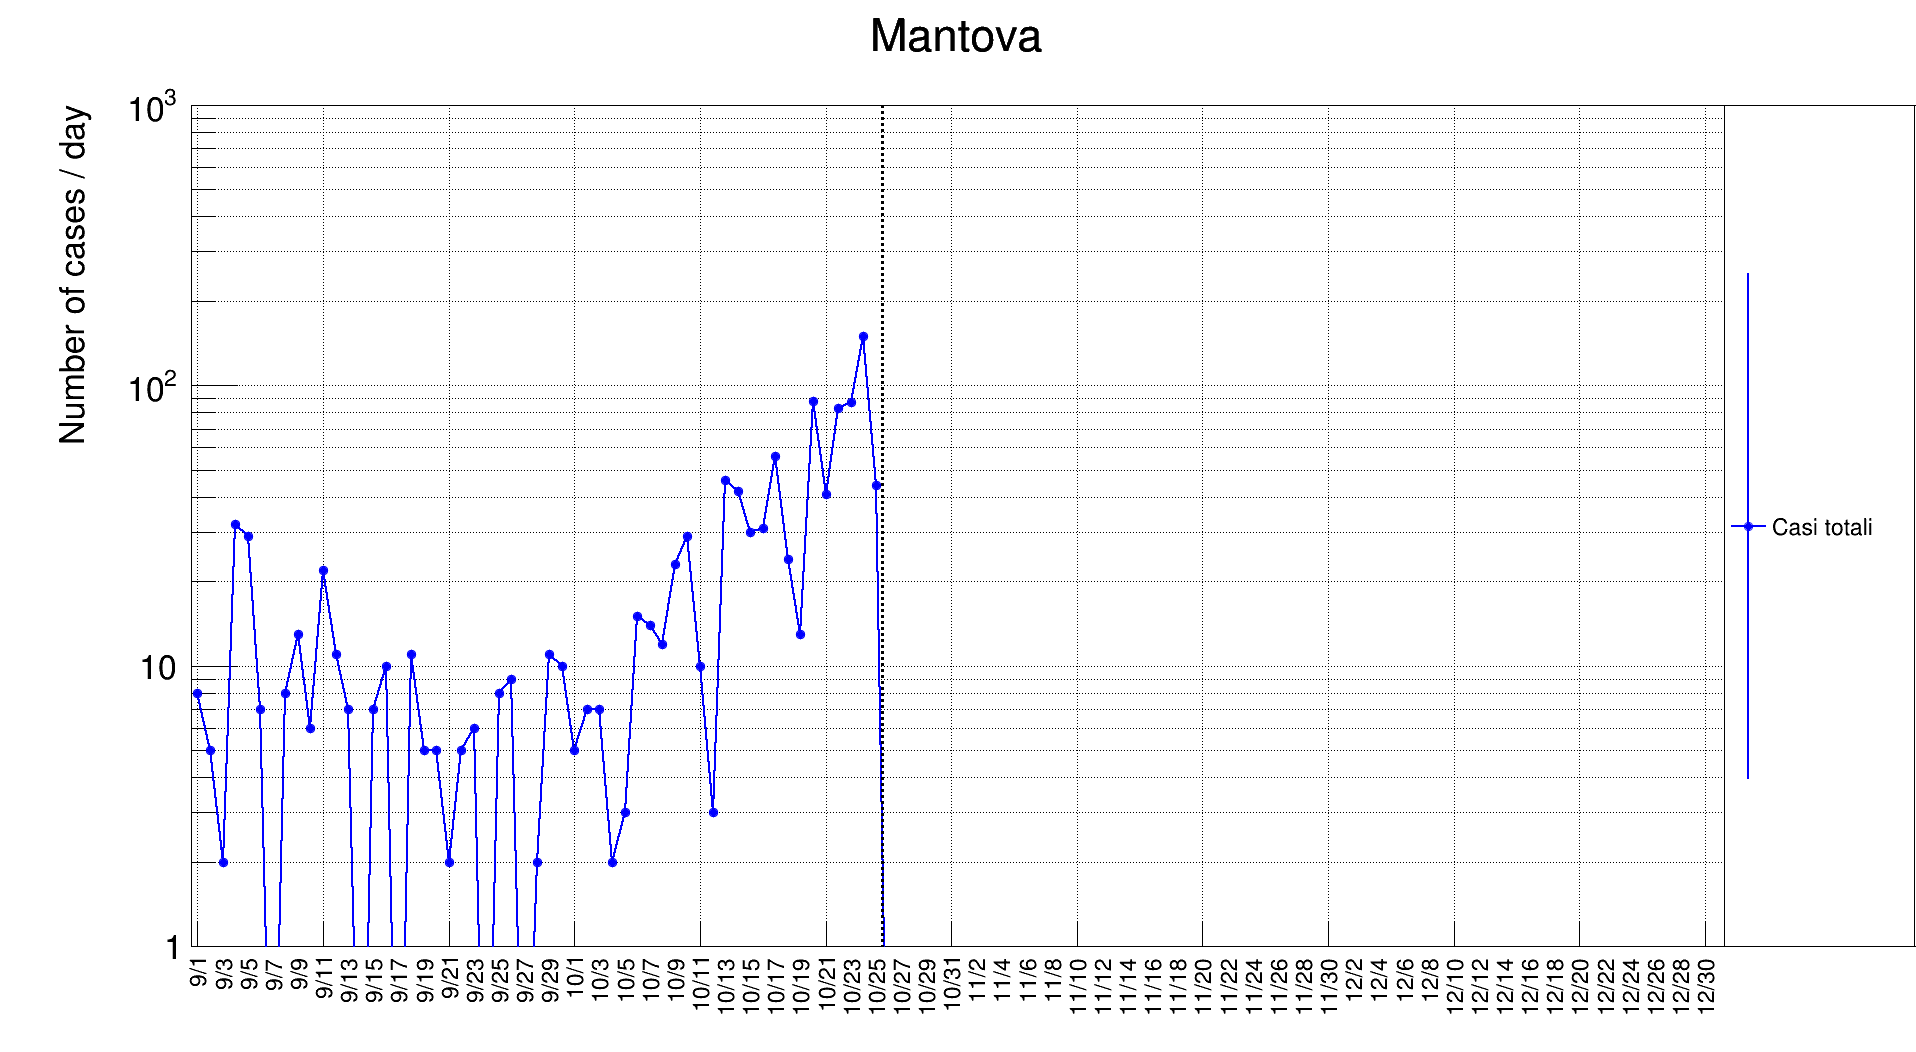 Mantova
Number of cases / day
10³
10²
10
1
9/1 9/3 9/5 9/7 9/9 9/11 9/13 9/15 9/17 9/19 9/21 9/23 9/25 9/27 9/29 10/1 10/3 10/5 10/7 10/9 10/11 10/13 10/15 10/17 10/19 10/21 10/23 10/25 10/27 10/29 10/31 11/2 11/4 11/6 11/8 11/10 11/12 11/14 11/16 11/18 11/20 11/22 11/24 11/26 11/28 11/30 12/2 12/4 12/6 12/8 12/10 12/12 12/14 12/16 12/18 12/20 12/22 12/24 12/26 12/28 12/30
Casi totali